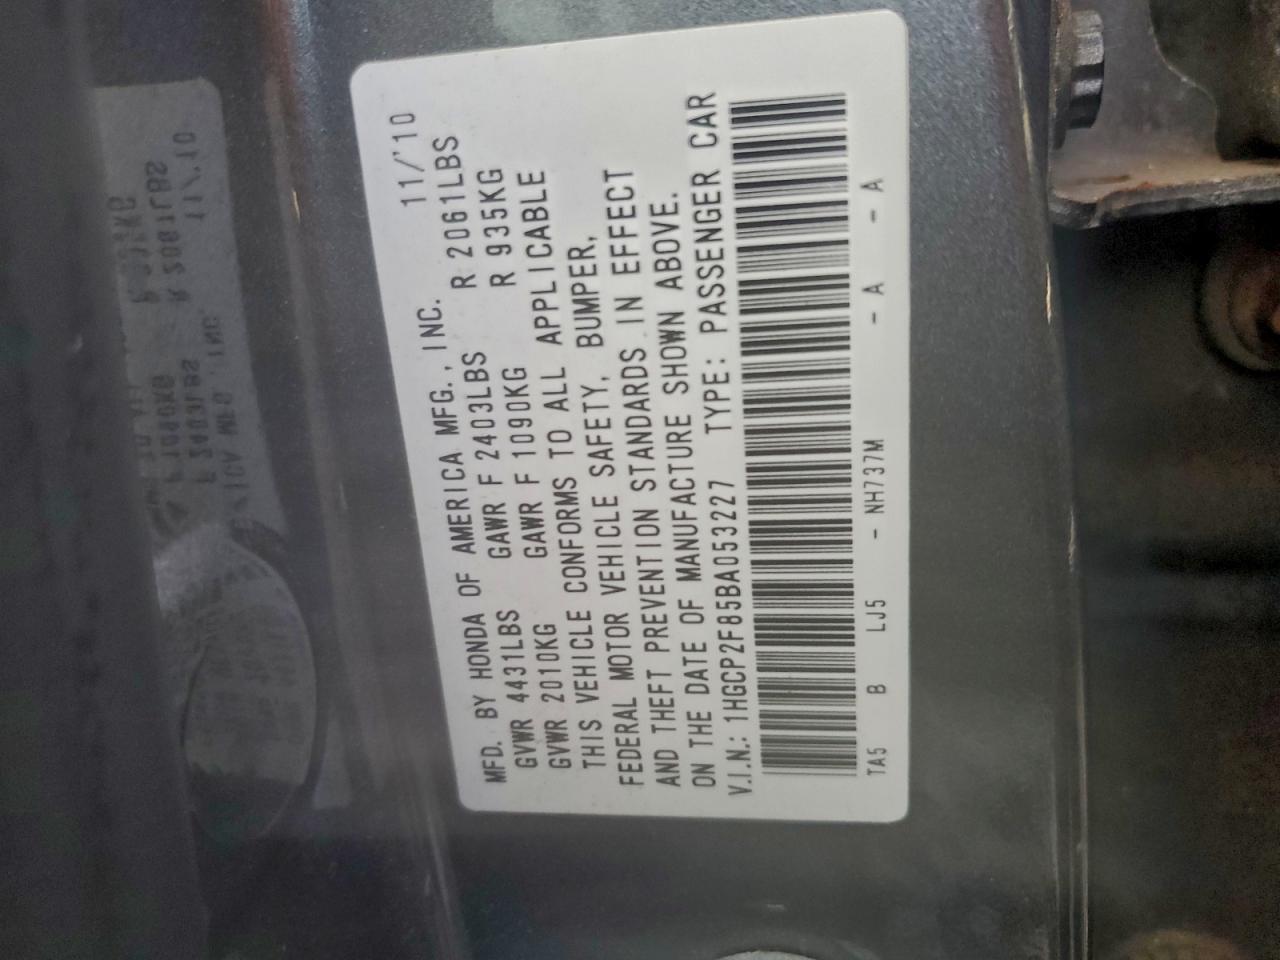 MFD. BY HONDA OF AMERICA MFG., INC. 11/'10
GVWR 4431LBS GAWR F 2403LBS R 2061LBS
GVWR 2010KG GAWR F 1090KG R 935KG
THIS VEHICLE CONFORMS TO ALL APPLICABLE
FEDERAL MOTOR VEHICLE SAFETY, BUMPER,
AND THEFT PREVENTION STANDARDS IN EFFECT
ON THE DATE OF MANUFACTURE SHOWN ABOVE.
V.I.N.: 1HGCP2F85BA053227 TYPE: PASSENGER CAR
TA5 B LJ5 - NH737M - A - A